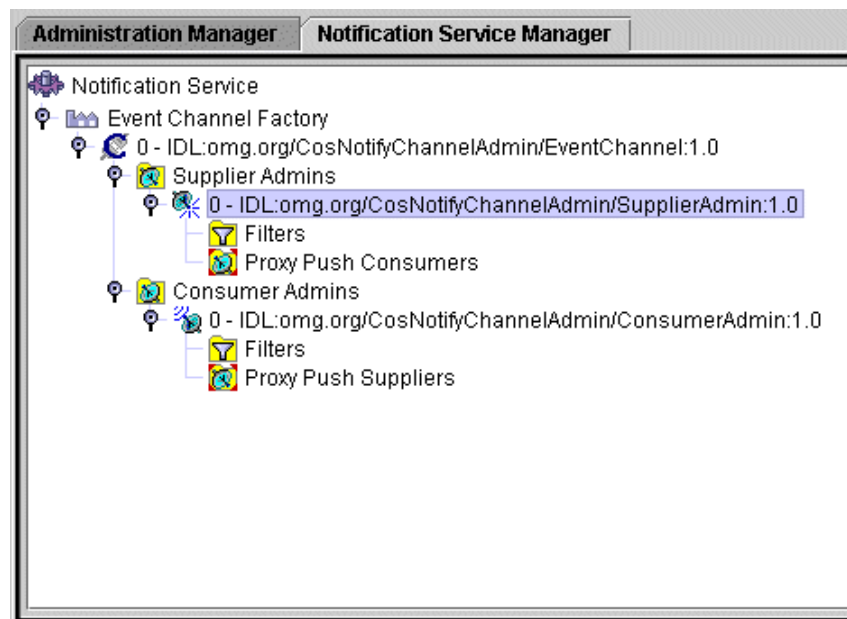 Administration Manager Notification Service Manager
Notification Service
Event Channel Factory
0 - IDL:omg.org/CosNotifyChannelAdmin/EventChannel:1.0
Supplier Admins
0 - IDL:omg.org/CosNotifyChannelAdmin/SupplierAdmin:1.0
Filters
Proxy Push Consumers
Consumer Admins
0 - IDL:omg.org/CosNotifyChannelAdmin/ConsumerAdmin:1.0
Filters
Proxy Push Suppliers